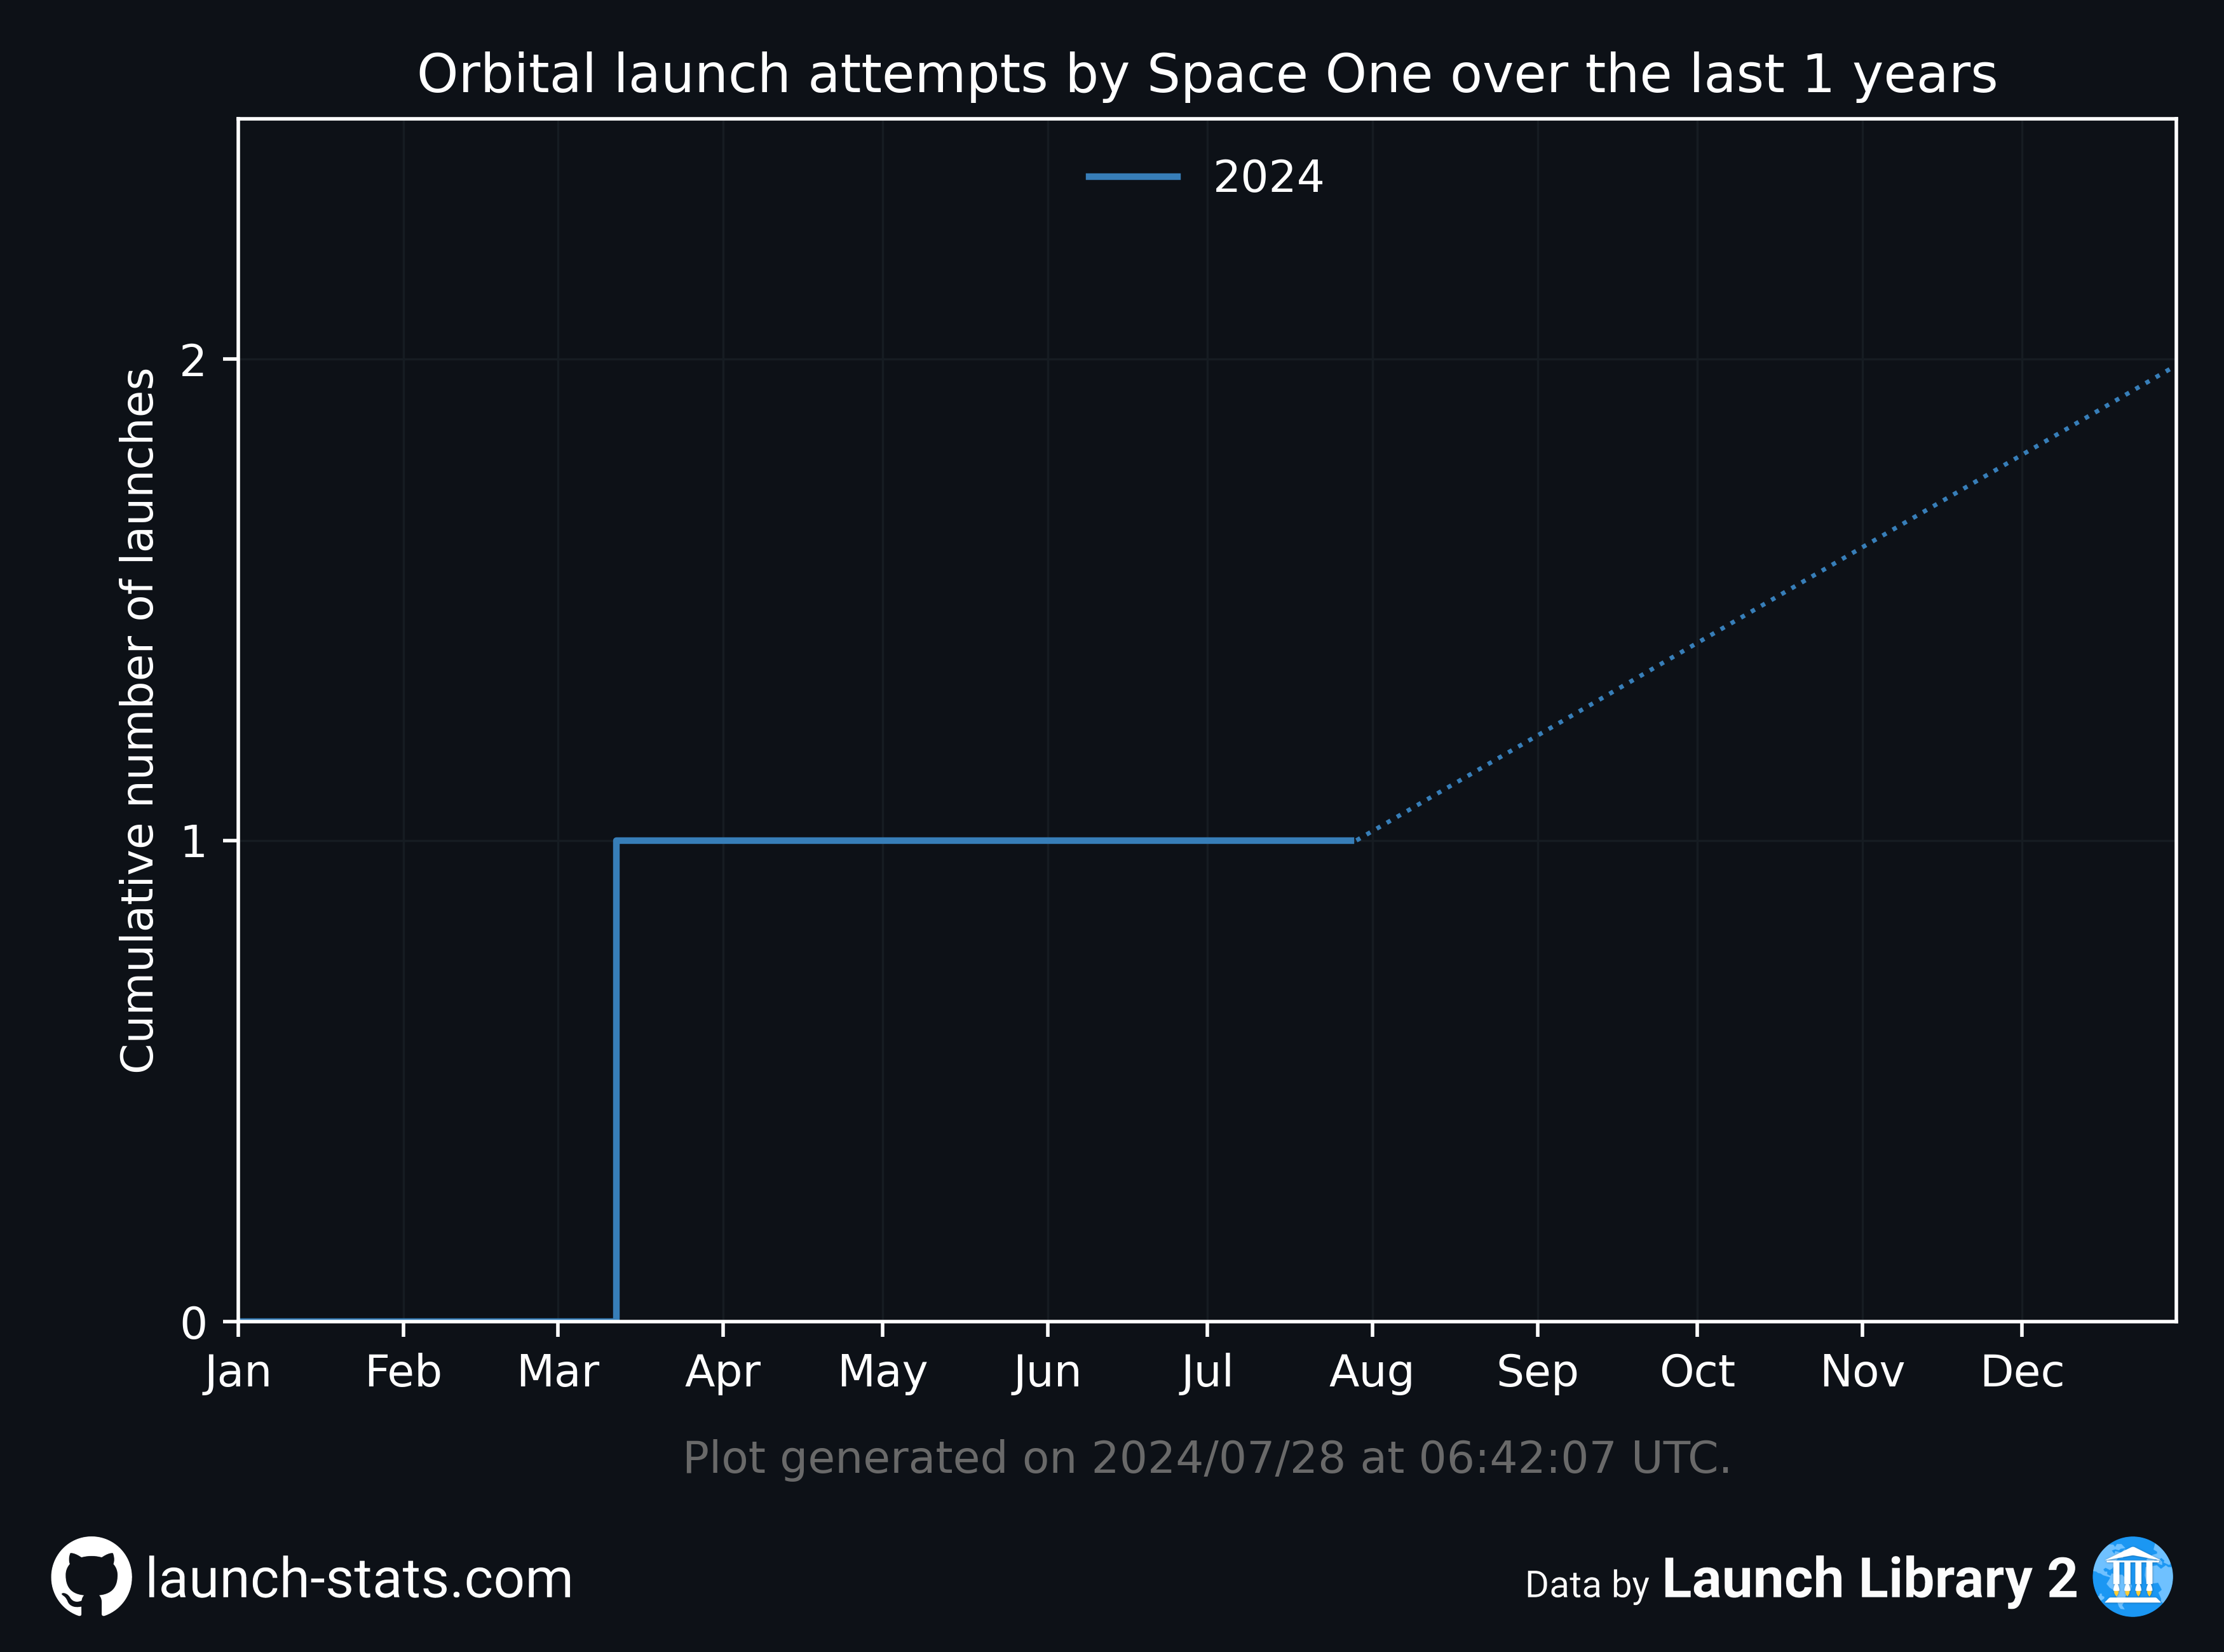 Orbital launch attempts by Space One over the last 1 years
2024
Cumulative number of launches
2
1
0
Jan Feb Mar Apr May Jun Jul Aug Sep Oct Nov Dec
Plot generated on 2024/07/28 at 06:42:07 UTC.
launch-stats.com
Data by Launch Library 2